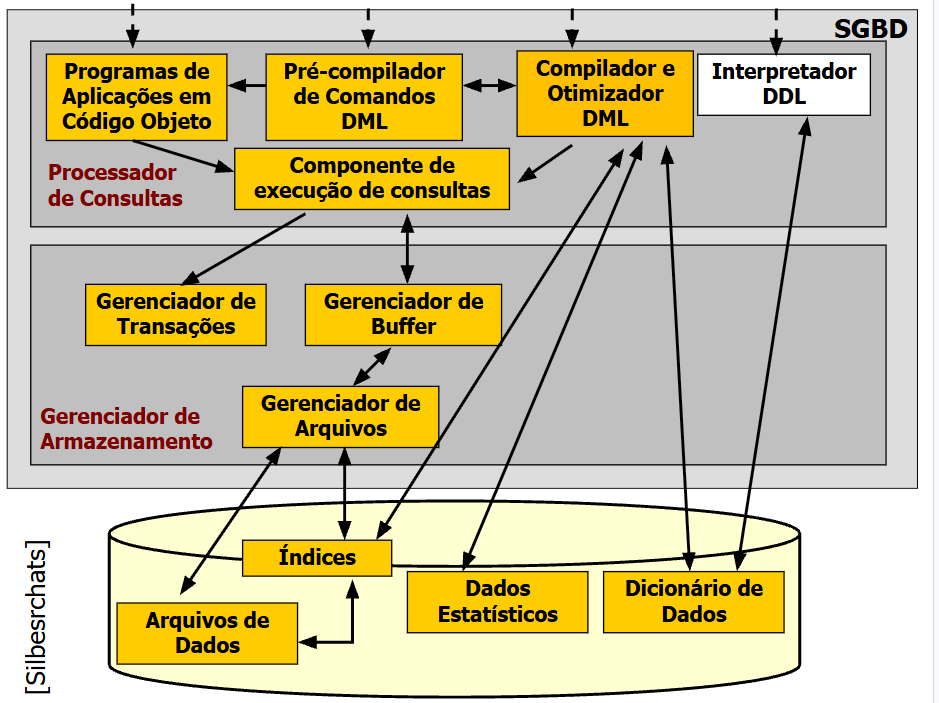 SGBD
Programas de
Aplicações em
Código Objeto
Pré-compilador
de Comandos
DML
Compilador e
Otimizador
DML
Interpretador
DDL
Processador
de Consultas
Componente de
execução de consultas
Gerenciador de
Transações
Gerenciador de
Buffer
Gerenciador de
Arquivos
Gerenciador de
Armazenamento
Índices
Arquivos de
Dados
Dados
Estatísticos
Dicionário de
Dados
[Silbesrchats]